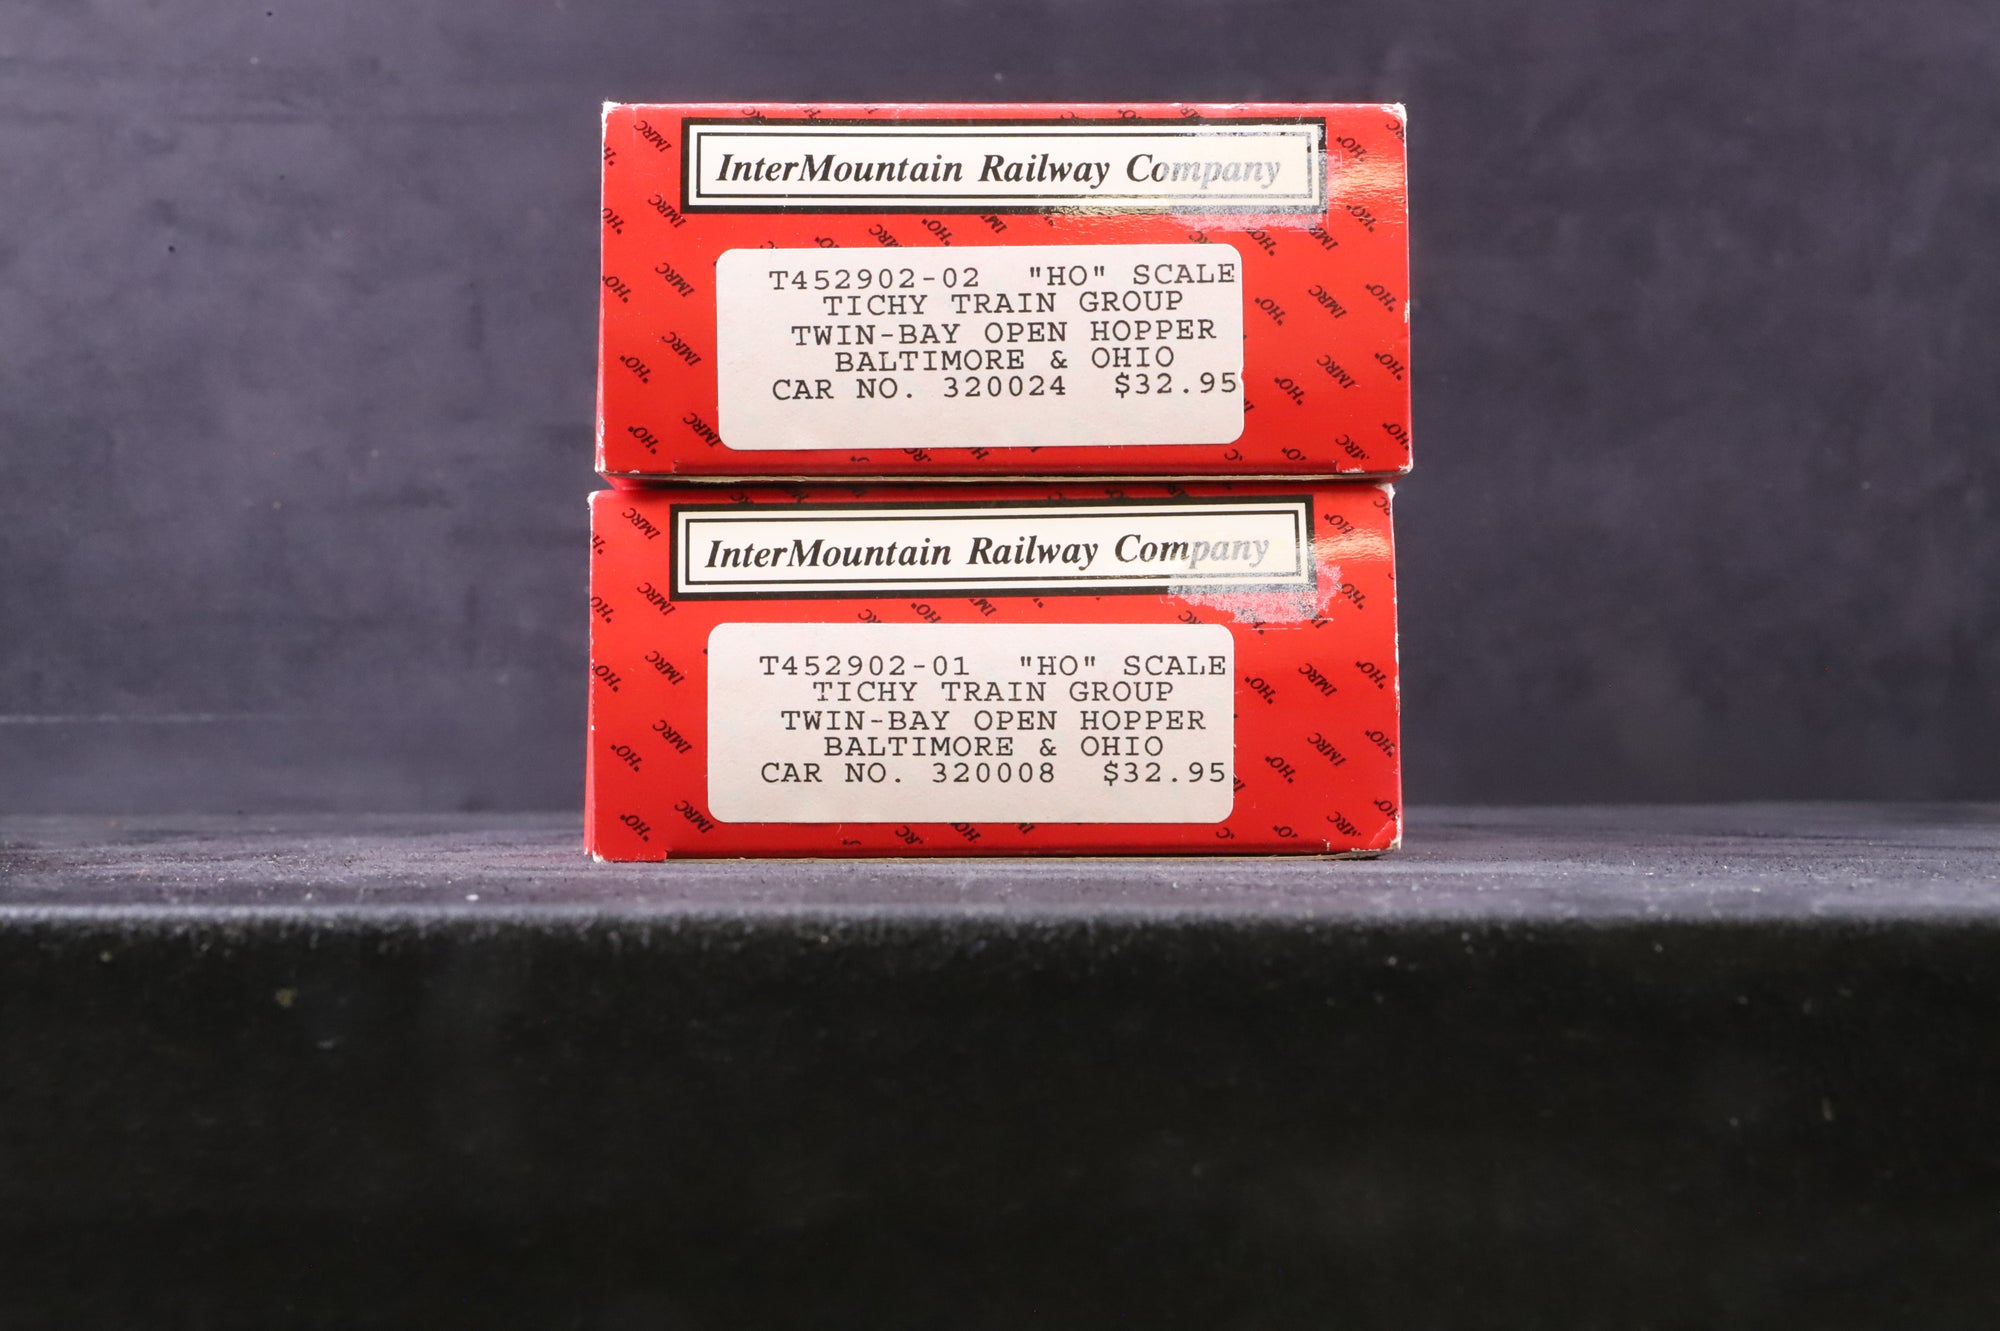 InterMountain Railway Company
T452902-02 "HO" SCALE
TICHY TRAIN GROUP
TWIN-BAY OPEN HOPPER
BALTIMORE & OHIO
CAR NO. 320024 $32.95
InterMountain Railway Company
T452902-01 "HO" SCALE
TICHY TRAIN GROUP
TWIN-BAY OPEN HOPPER
BALTIMORE & OHIO
CAR NO. 320008 $32.95